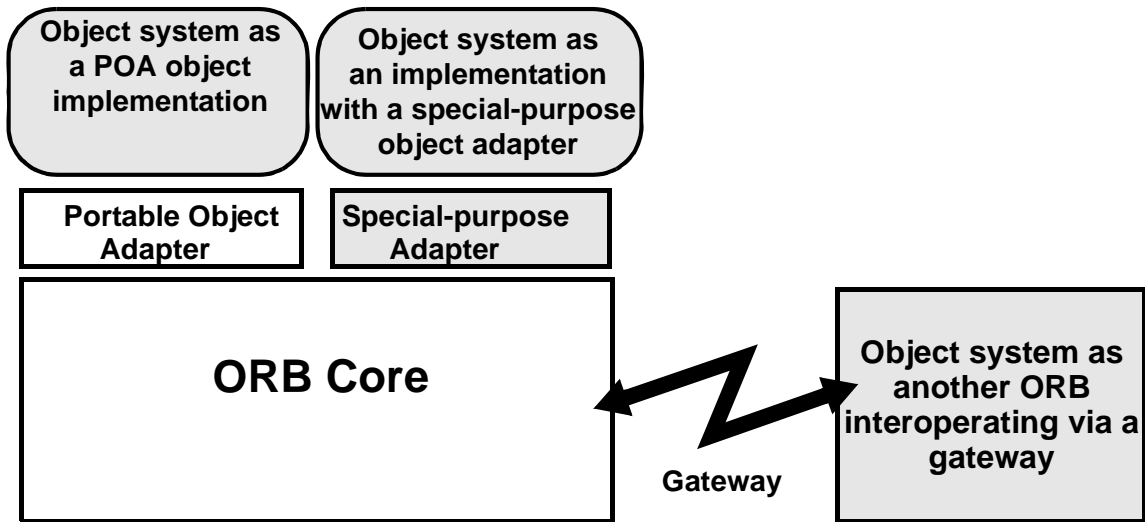 Object system as
a POA object
implementation
Object system as
an implementation
with a special-purpose
object adapter
Portable Object
Adapter
Special-purpose
Adapter
ORB Core
Object system as
another ORB
interoperating via a
gateway
Gateway